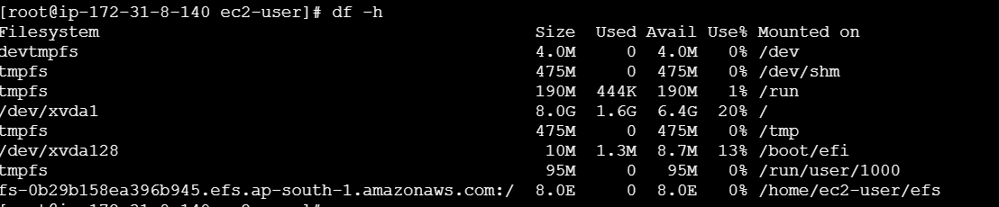 [root@ip-172-31-8-140 ec2-user]# df -h
Filesystem Size Used Avail Use% Mounted on
devtmpfs 4.0M 0 4.0M 0% /dev
tmpfs 475M 0 475M 0% /dev/shm
tmpfs 190M 444K 190M 1% /run
/dev/xvda1 8.0G 1.6G 6.4G 20% /
tmpfs 475M 0 475M 0% /tmp
/dev/xvda128 10M 1.3M 8.7M 13% /boot/efi
tmpfs 95M 0 95M 0% /run/user/1000
fs-0b29b158ea396b945.efs.ap-south-1.amazonaws.com:/ 8.0E 0 8.0E 0% /home/ec2-user/efs